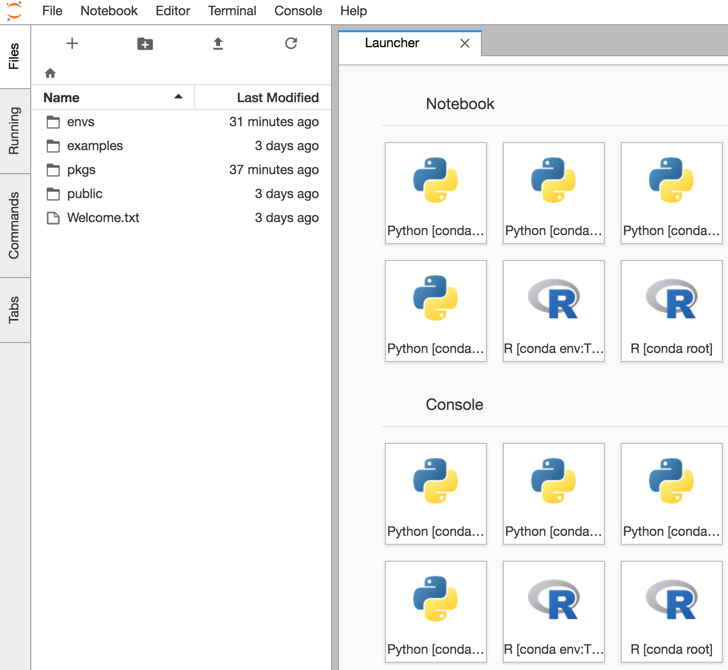 File Notebook Editor Terminal Console Help
Files
Running
Commands
Tabs
Name Last Modified
envs 31 minutes ago
examples 3 days ago
pkgs 37 minutes ago
public 3 days ago
Welcome.txt 3 days ago
Launcher
Notebook
Python [conda... Python [conda... Python [conda...
Python [conda... R [conda env:T... R [conda root]
Console
Python [conda... Python [conda... Python [conda...
Python [conda... R [conda env:T... R [conda root]